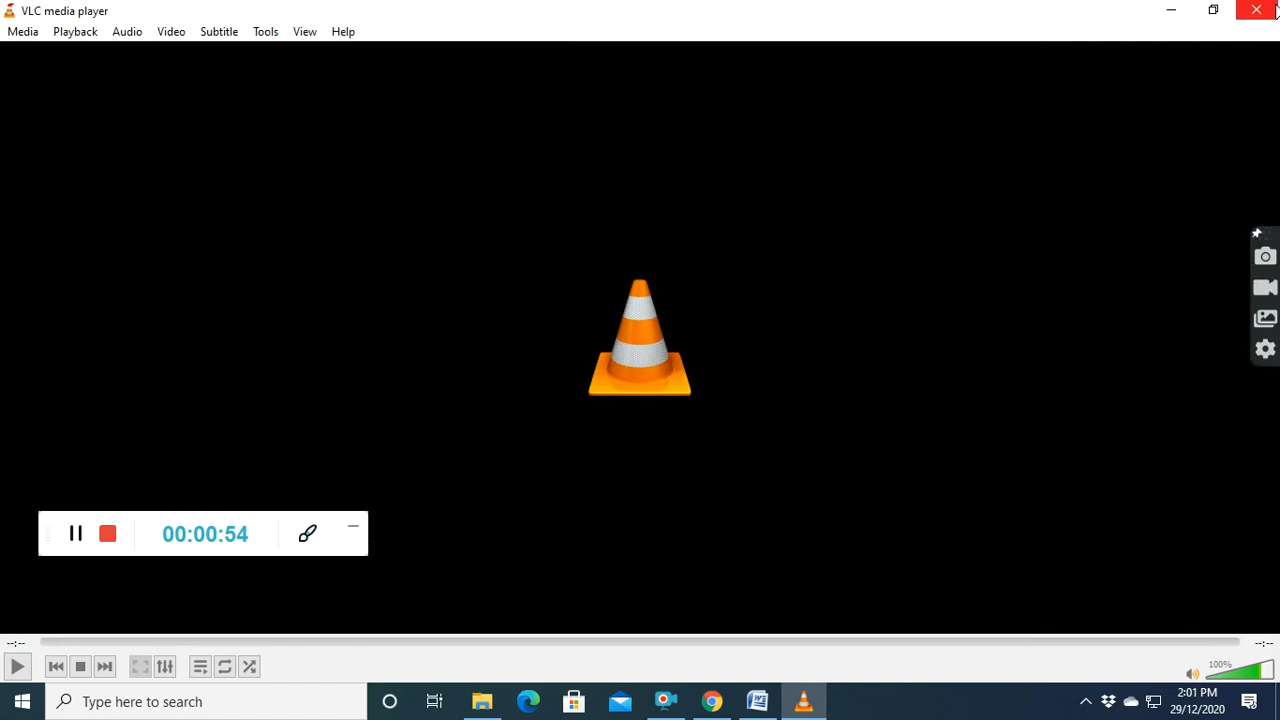 VLC media player
Media Playback Audio Video Subtitle Tools View Help
00:00:54
--:-- --:--
100%
Type here to search
2:01 PM
29/12/2020